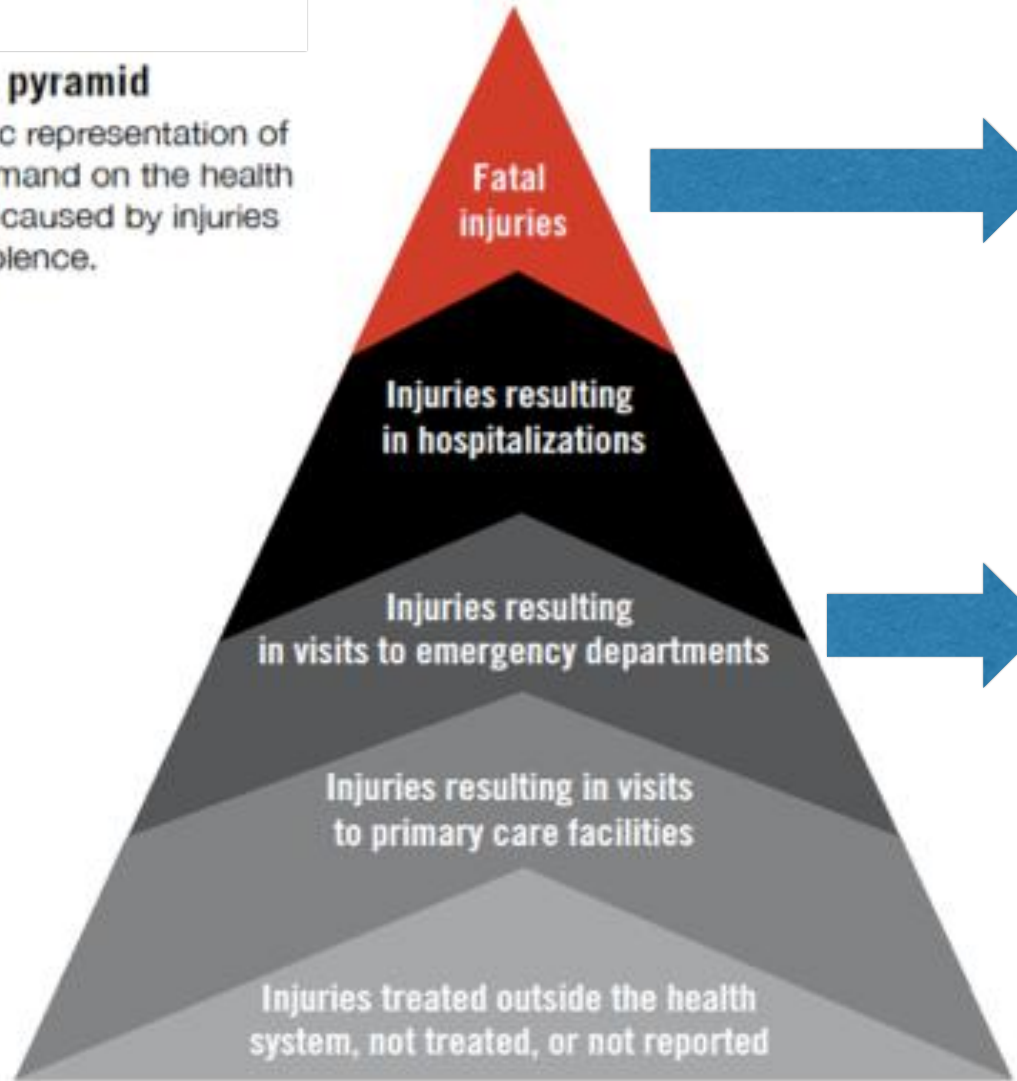 pyramid
representation of
on the health
caused by injuries
Fatal
injuries
Injuries resulting
in hospitalizations
Injuries resulting
in visits to emergency departments
Injuries resulting in visits
to primary care facilities
Injuries treated outside the health
system, not treated, or not reported